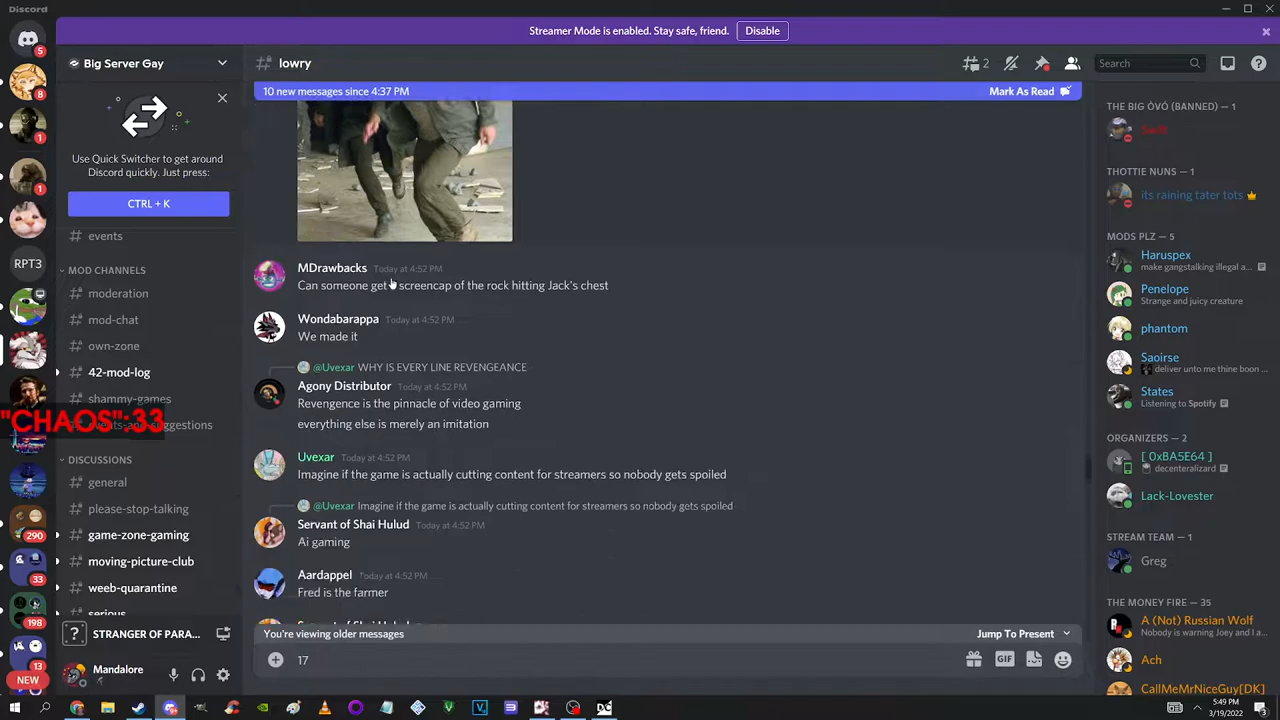 Discord
Streamer Mode is enabled. Stay safe, friend.
Disable
Big Server Gay
lowry
2
Search
10 new messages since 4:37 PM
Mark As Read
Use Quick Switcher to get around
Discord quickly. Just press:
CTRL + K
events
MOD CHANNELS
moderation
mod-chat
own-zone
42-mod-log
shammy-games
"CHAOS":33
DISCUSSIONS
general
please-stop-talking
game-zone-gaming
moving-picture-club
weeb-quarantine
serious
STRANGER OF PARA...
Mandalore
5
8
1
1
RPT3
290
33
198
13
NEW
MDrawbacks Today at 4:52 PM
Can someone get screencap of the rock hitting Jack's chest
Wondabarappa Today at 4:52 PM
We made it
@Uvexar WHY IS EVERY LINE REVENGEANCE
Agony Distributor Today at 4:52 PM
Revengence is the pinnacle of video gaming
everything else is merely an imitation
Uvexar Today at 4:52 PM
Imagine if the game is actually cutting content for streamers so nobody gets spoiled
@Uvexar Imagine if the game is actually cutting content for streamers so nobody gets spoiled
Servant of Shai Hulud Today at 4:52 PM
Ai gaming
Aardappel Today at 4:52 PM
Fred is the farmer
You're viewing older messages
Jump To Present
17
GIF
THE BIG ÓVÓ (BANNED) — 1
Swift
THOTTIE NUNS — 1
its raining tater tots
MODS PLZ — 5
Haruspex
make gangstalking illegal a...
Penelope
Strange and juicy creature
phantom
Saoirse
deliver unto me thine boon ...
States
Listening to Spotify
ORGANIZERS — 2
[ 0xBA5E64 ]
decenteralizard
Lack-Lovester
STREAM TEAM — 1
Greg
THE MONEY FIRE — 35
A (Not) Russian Wolf
Nobody is warning Joey and I a...
Ach
CallMeMrNiceGuy[DK]
5:49 PM
3/19/2022
3